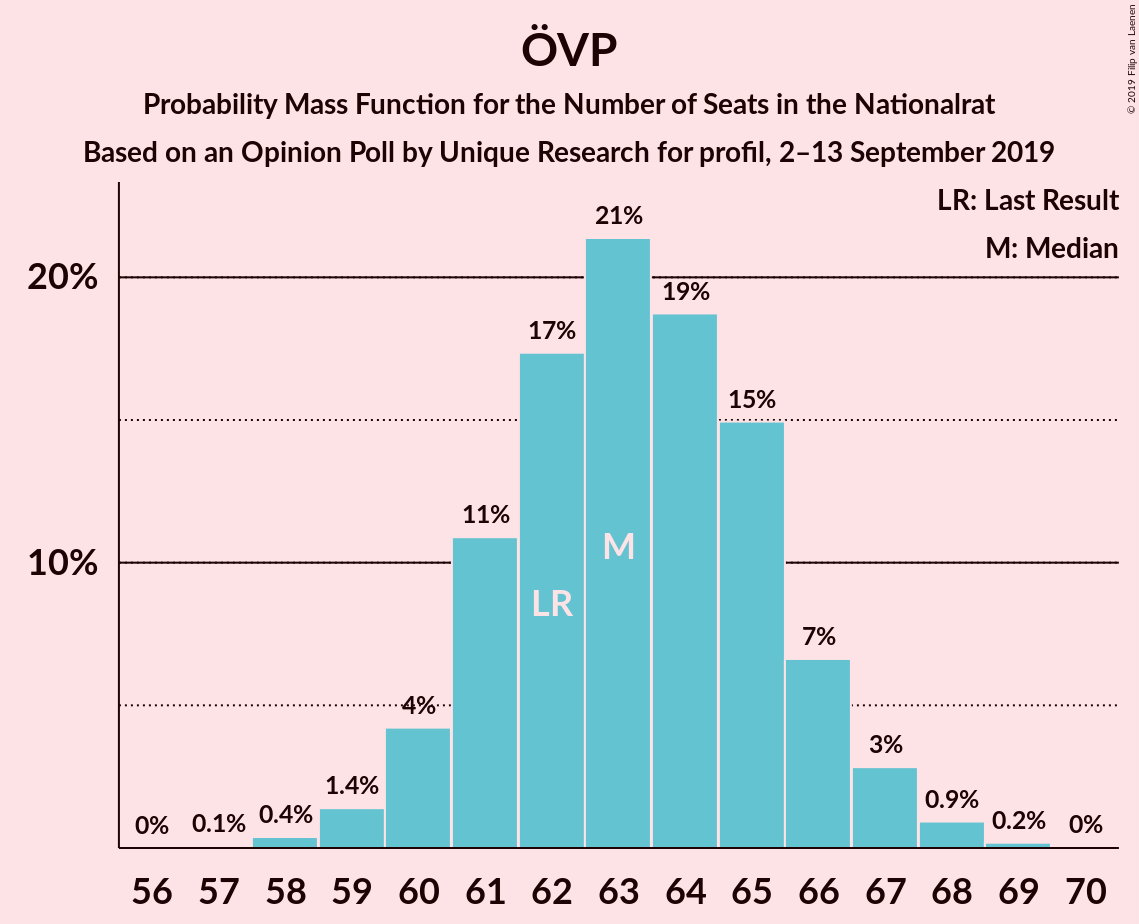 ÖVP
Probability Mass Function for the Number of Seats in the Nationalrat
Based on an Opinion Poll by Unique Research for profil, 2–13 September 2019
© 2019 Filip van Laenen
LR: Last Result
M: Median
20%
10%
0%
0.1%
0.4%
1.4%
4%
11%
17%
21%
19%
15%
7%
3%
0.9%
0.2%
0%
LR
M
56 57 58 59 60 61 62 63 64 65 66 67 68 69 70